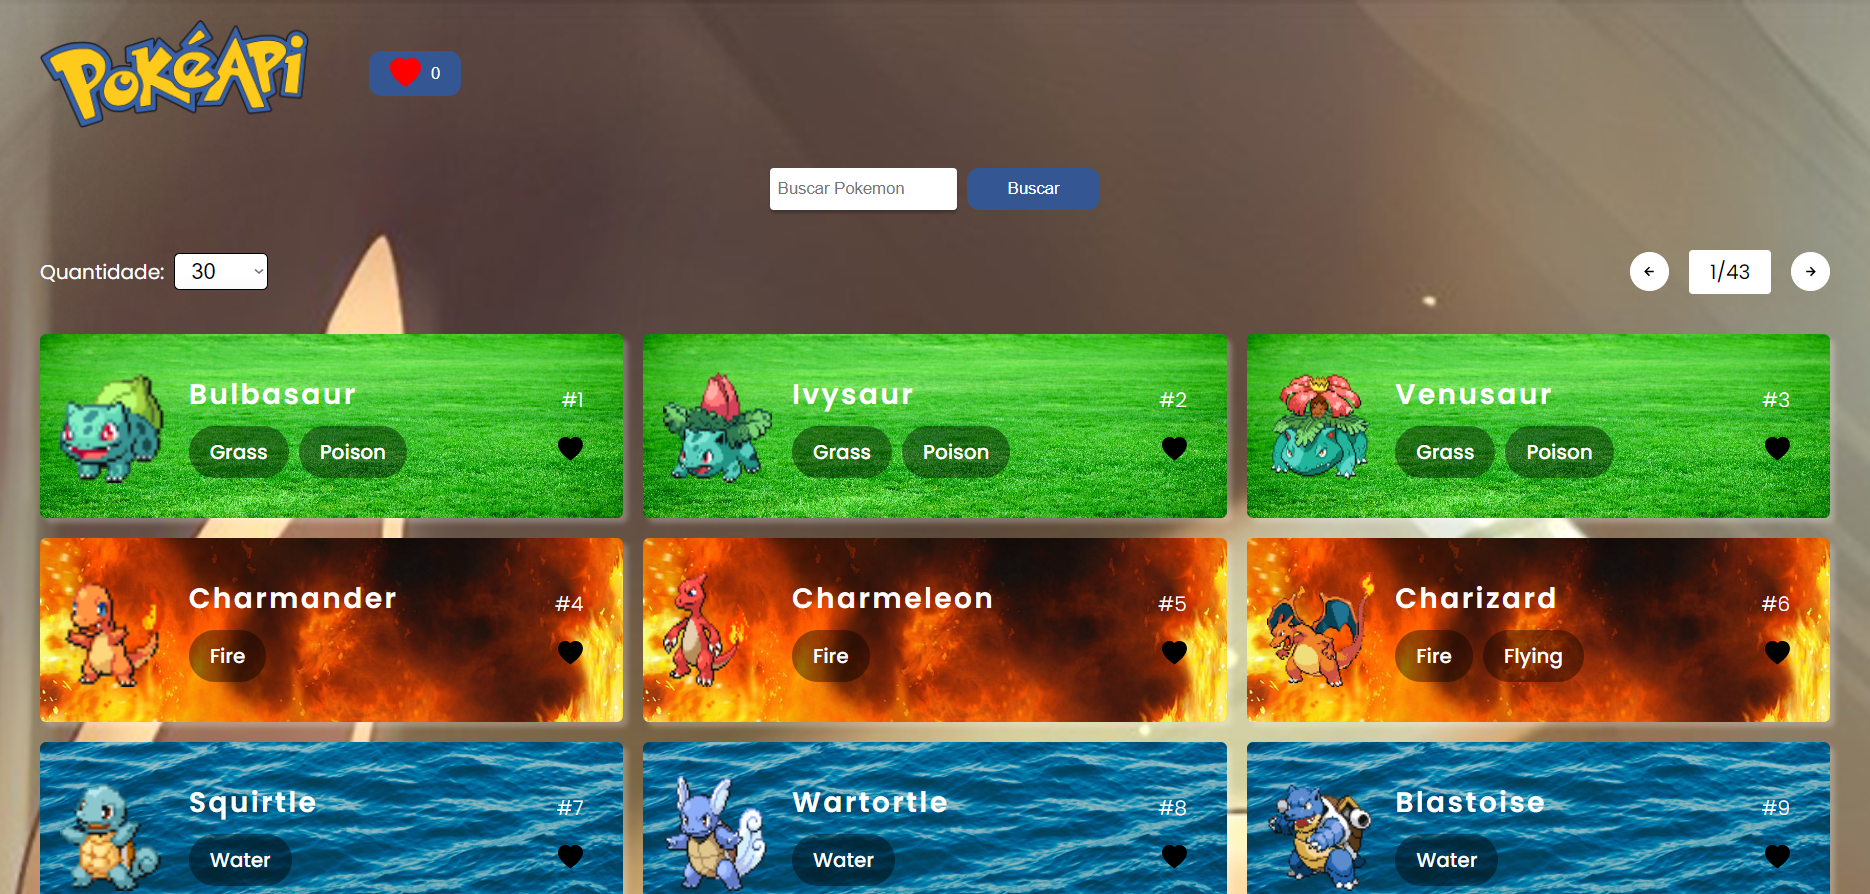 PokéApi
0
Buscar Pokemon
Buscar
Quantidade: 30
1/43
Bulbasaur
#1
Grass Poison
Ivysaur
#2
Grass Poison
Venusaur
#3
Grass Poison
Charmander
#4
Fire
Charmeleon
#5
Fire
Charizard
#6
Fire Flying
Squirtle
#7
Water
Wartortle
#8
Water
Blastoise
#9
Water